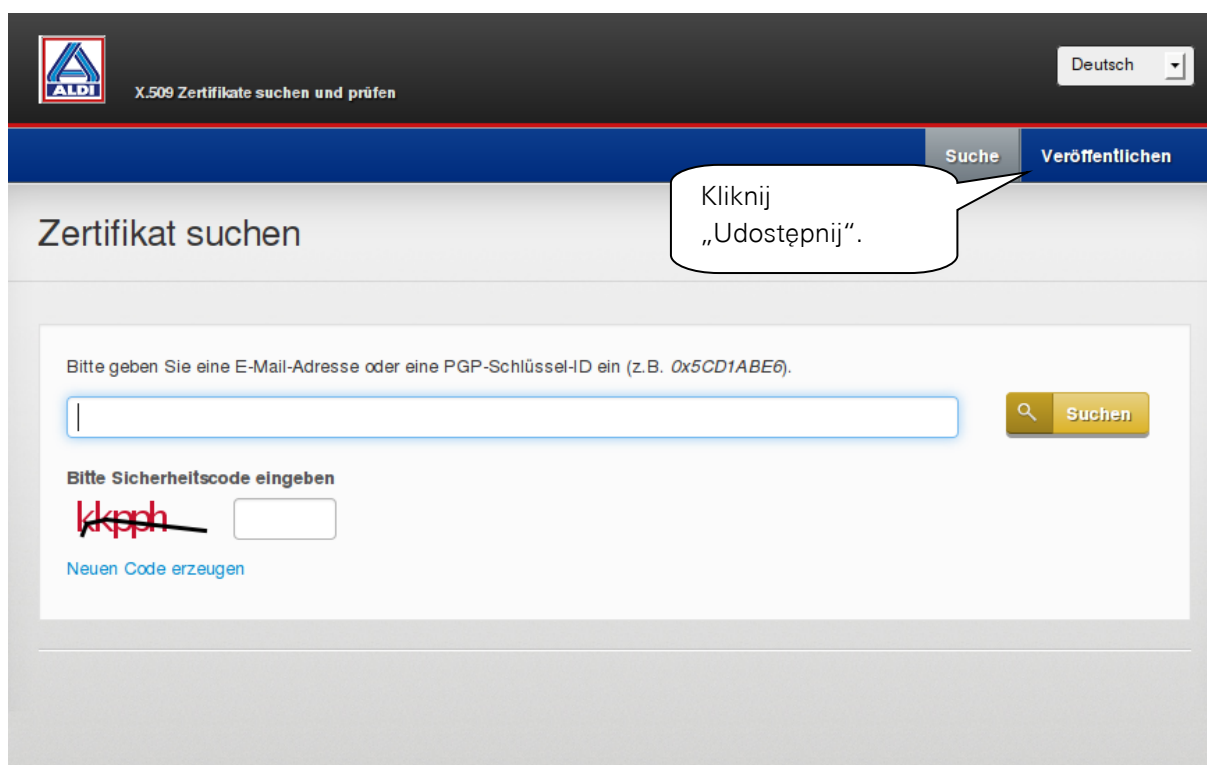 ALDI
X.509 Zertifikate suchen und prüfen
Deutsch
Suche
Veröffentlichen
Kliknij
„Udostępnij“.
Zertifikat suchen
Bitte geben Sie eine E-Mail-Adresse oder eine PGP-Schlüssel-ID ein (z.B. 0x5CD1ABE6).
Suchen
Bitte Sicherheitscode eingeben
kkpph
Neuen Code erzeugen